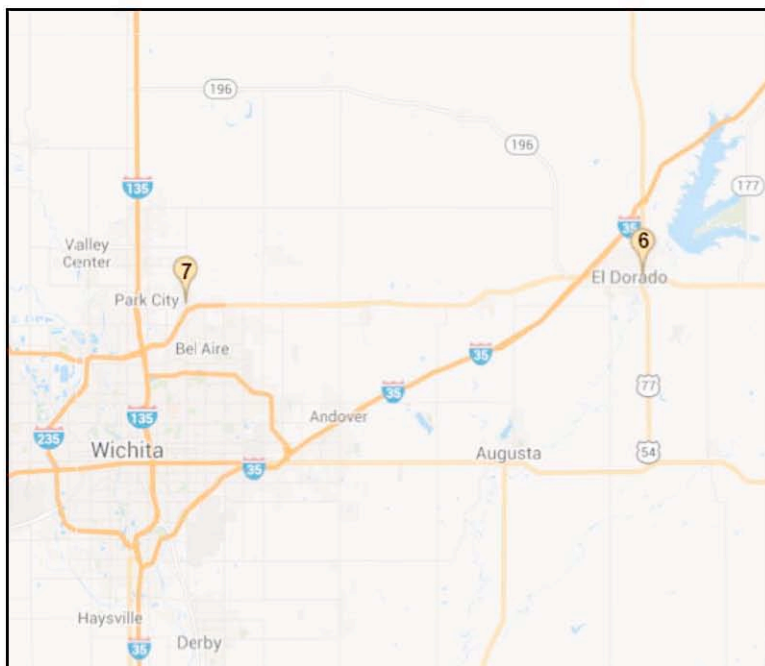 196
196
135
177
Valley
Center
35
6
7
El Dorado
Park City
Bel Aire
35
77
35
135
Andover
235
Wichita
Augusta
54
35
Haysville
Derby
35